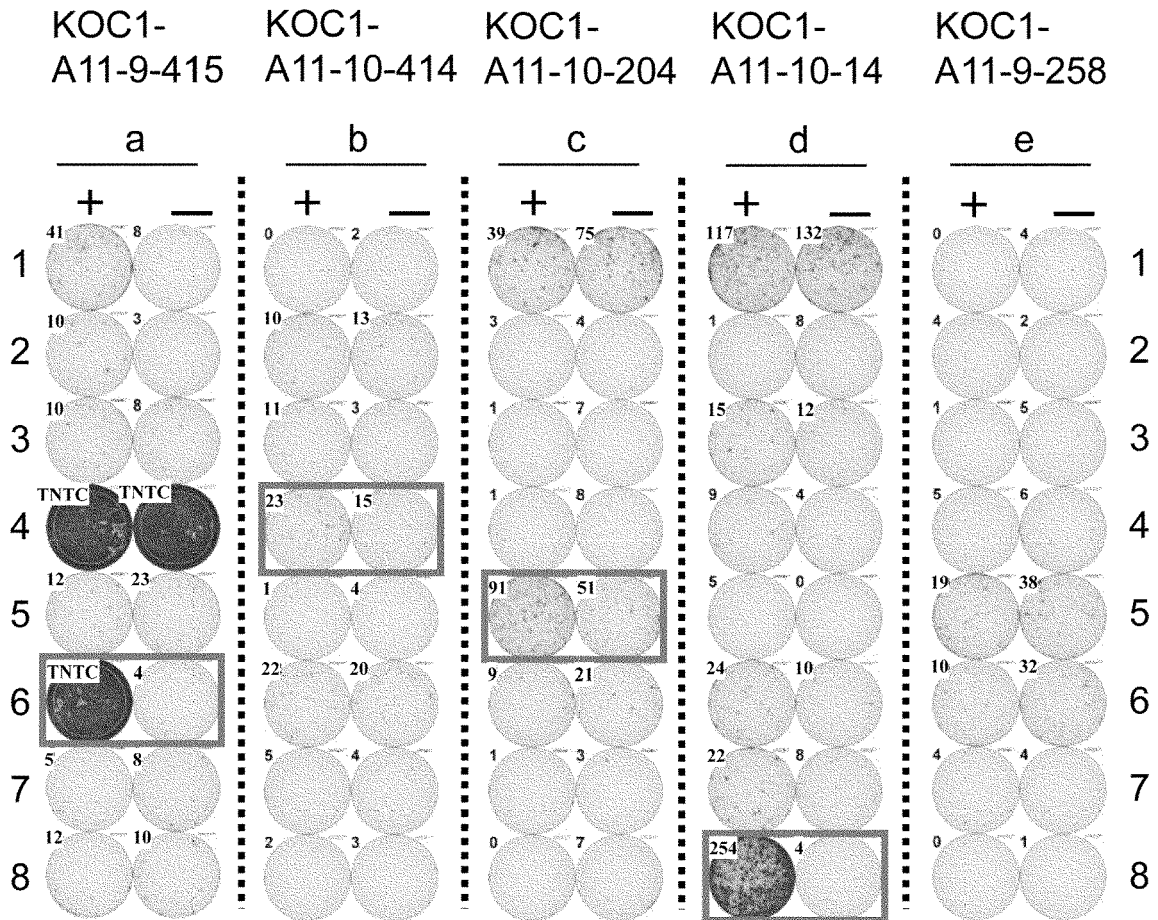 KOC1- KOC1- KOC1- KOC1- KOC1-
A11-9-415 A11-10-414 A11-10-204 A11-10-14 A11-9-258
a b c d e
+ — + — + — + — + —
41 8 0 2 39 75 117 132 0 4
1 1
10 3 10 13 3 4 1 8 4 2
2 2
10 8 11 3 1 7 15 12 1 5
3 3
TNTC TNTC 23 15 1 8 9 4 5 6
4 4
12 23 1 4 91 51 5 0 19 38
5 5
TNTC 4 22 20 9 21 24 10 10 32
6 6
5 8 5 4 1 3 22 8 4 4
7 7
12 10 2 3 0 7 254 4 0 1
8 8